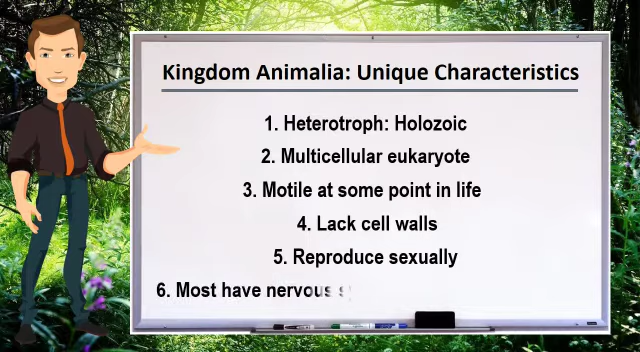 Kingdom Animalia: Unique Characteristics
1. Heterotroph: Holozoic
2. Multicellular eukaryote
3. Motile at some point in life
4. Lack cell walls
5. Reproduce sexually
6. Most have nervous